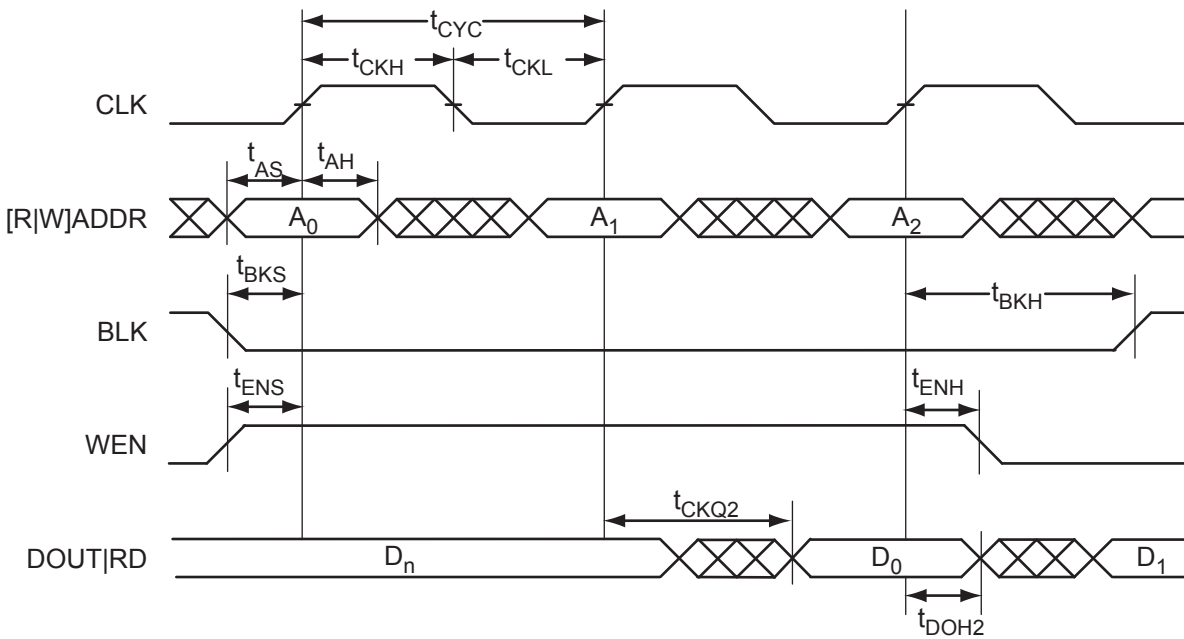 tCYC
tCKH tCKL
CLK
tAS tAH
[R|W]ADDR A0 A1 A2
tBKS tBKH
BLK
tENS tENH
WEN
tCKQ2
DOUT|RD Dn D0 D1
tDOH2